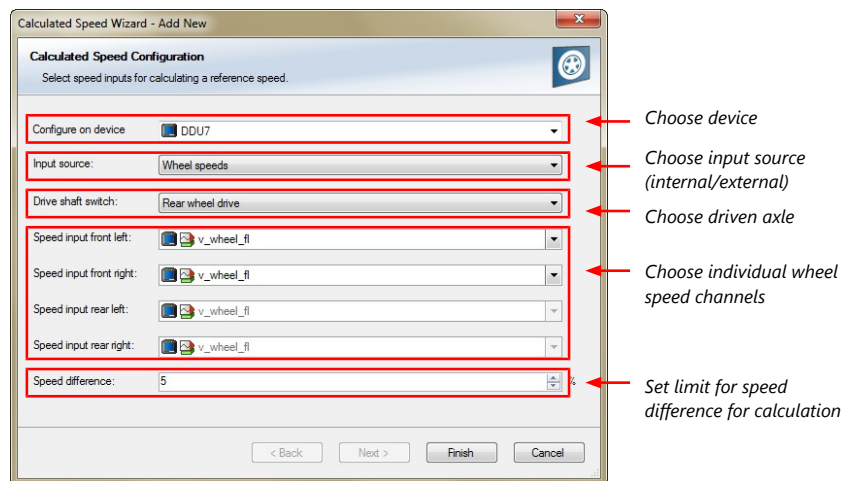 Calculated Speed Wizard - Add New
Calculated Speed Configuration
Select speed inputs for calculating a reference speed.
Configure on device DDU7
Choose device
Input source: Wheel speeds
Choose input source
(internal/external)
Drive shaft switch: Rear wheel drive
Choose driven axle
Speed input front left: v_wheel_fl
Speed input front right: v_wheel_fl
Choose individual wheel
speed channels
Speed input rear left: v_wheel_fl
Speed input rear right: v_wheel_fl
Speed difference: 5 %
Set limit for speed
difference for calculation
< Back Next > Finish Cancel